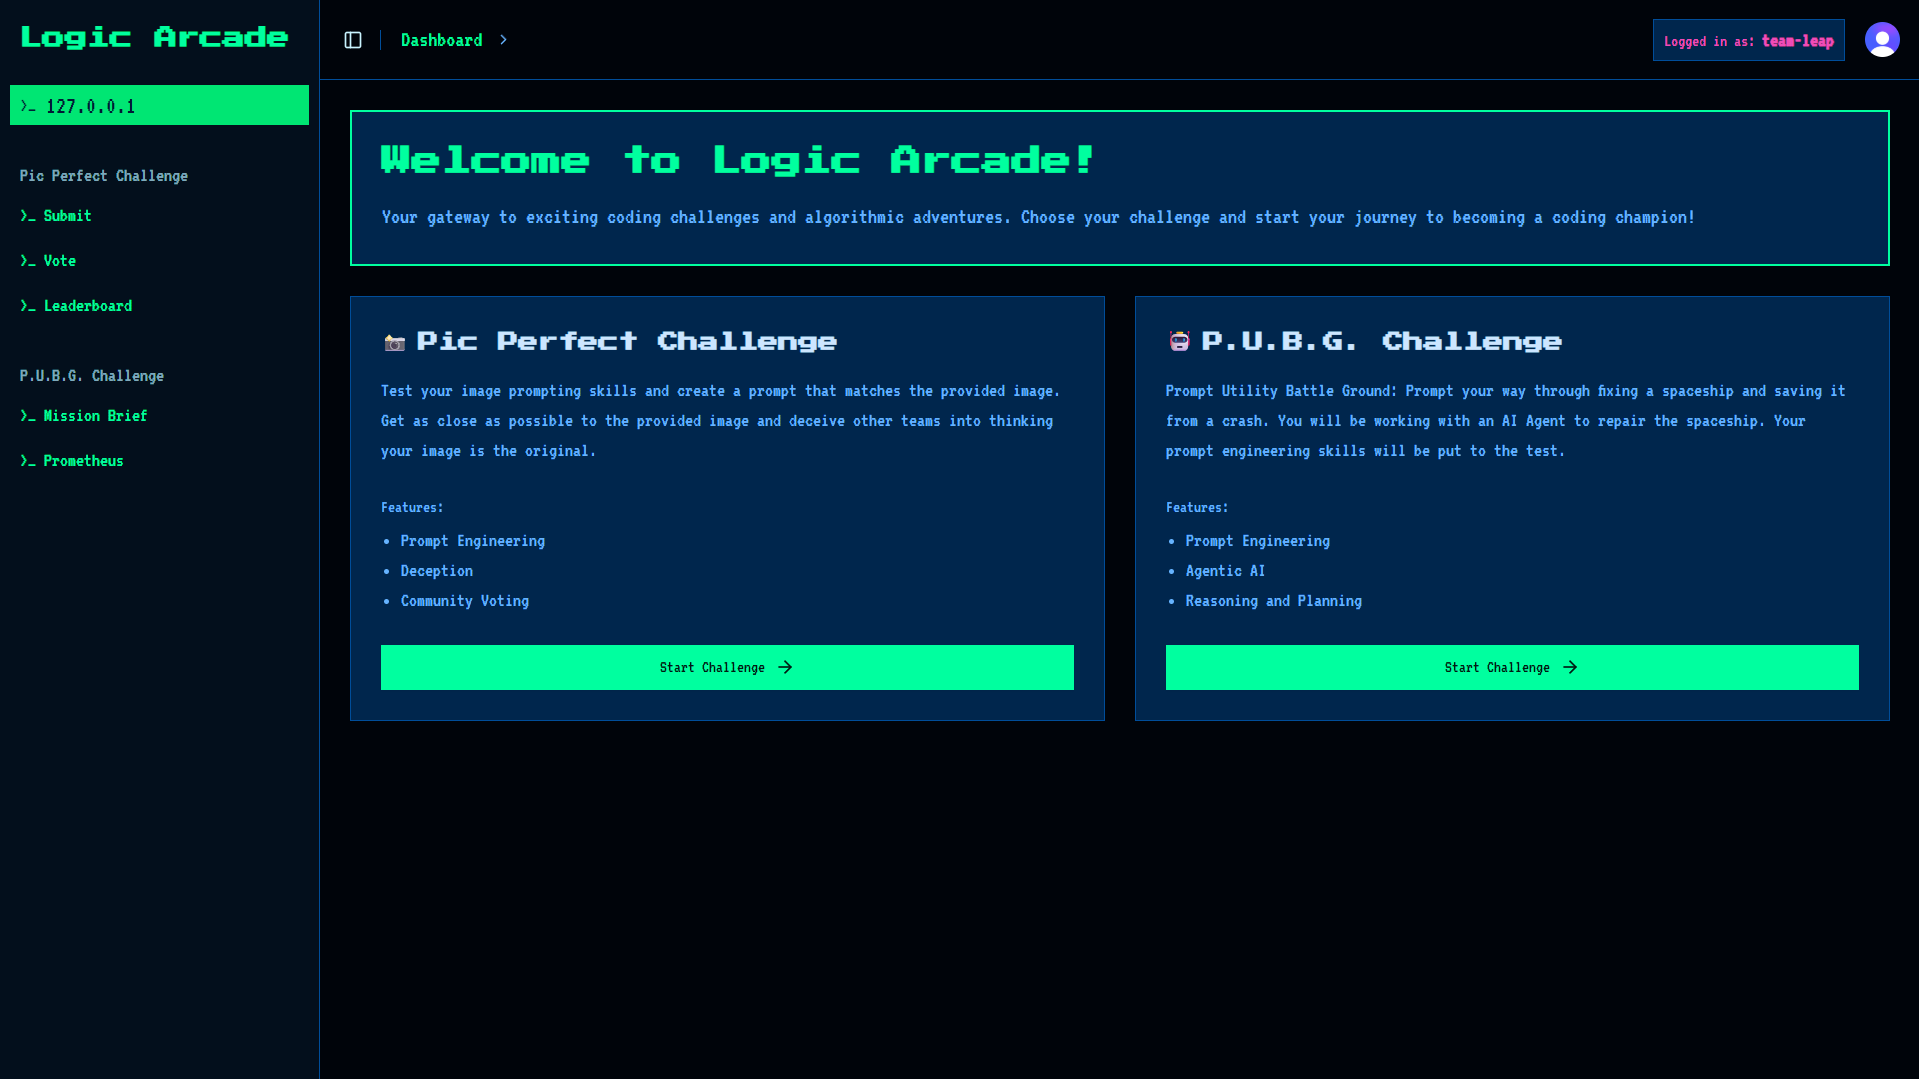 Logic Arcade
Dashboard
Logged in as: team-leap
127.0.0.1
Pic Perfect Challenge
Submit
Vote
Leaderboard
P.U.B.G. Challenge
Mission Brief
Prometheus
Welcome to Logic Arcade!
Your gateway to exciting coding challenges and algorithmic adventures. Choose your challenge and start your journey to becoming a coding champion!
Pic Perfect Challenge
Test your image prompting skills and create a prompt that matches the provided image.
Get as close as possible to the provided image and deceive other teams into thinking
your image is the original.
Features:
• Prompt Engineering
• Deception
• Community Voting
Start Challenge →
P.U.B.G. Challenge
Prompt Utility Battle Ground: Prompt your way through fixing a spaceship and saving it
from a crash. You will be working with an AI Agent to repair the spaceship. Your
prompt engineering skills will be put to the test.
Features:
• Prompt Engineering
• Agentic AI
• Reasoning and Planning
Start Challenge →